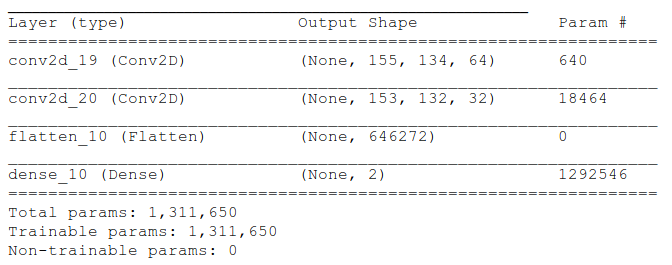 Layer (type) Output Shape Param #
conv2d_19 (Conv2D) (None, 155, 134, 64) 640
conv2d_20 (Conv2D) (None, 153, 132, 32) 18464
flatten_10 (Flatten) (None, 646272) 0
dense_10 (Dense) (None, 2) 1292546
Total params: 1,311,650
Trainable params: 1,311,650
Non-trainable params: 0